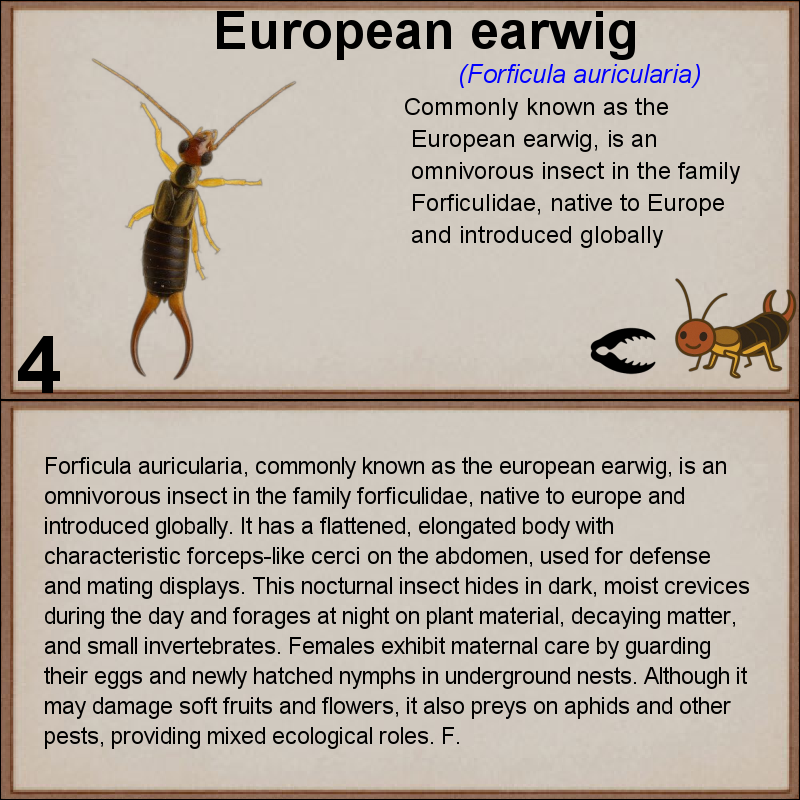 European earwig
(Forficula auricularia)
Commonly known as the
European earwig, is an
omnivorous insect in the family
Forficulidae, native to Europe
and introduced globally
4
Forficula auricularia, commonly known as the european earwig, is an
omnivorous insect in the family forficulidae, native to europe and
introduced globally. It has a flattened, elongated body with
characteristic forceps-like cerci on the abdomen, used for defense
and mating displays. This nocturnal insect hides in dark, moist crevices
during the day and forages at night on plant material, decaying matter,
and small invertebrates. Females exhibit maternal care by guarding
their eggs and newly hatched nymphs in underground nests. Although it
may damage soft fruits and flowers, it also preys on aphids and other
pests, providing mixed ecological roles. F.